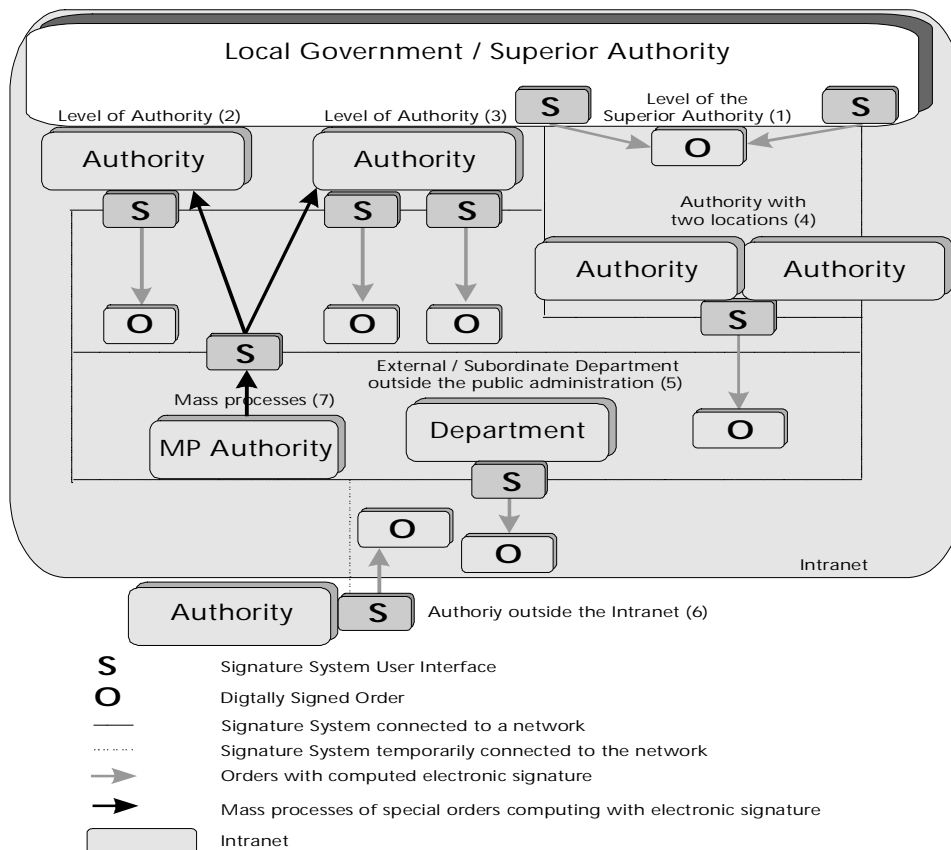 Local Government / Superior Authority
Level of Authority (2)
Level of Authority (3)
S
Level of the
Superior Authority (1)
S
O
Authority
Authority
S
S
S
Authority with
two locations (4)
Authority
Authority
O
O
O
S
S
External / Subordinate Department
outside the public administration (5)
Mass processes (7)
MP Authority
Department
O
S
O
O
Intranet
Authority
S
Authoriy outside the Intranet (6)
S Signature System User Interface
O Digtally Signed Order
Signature System connected to a network
Signature System temporarily connected to the network
Orders with computed electronic signature
Mass processes of special orders computing with electronic signature
Intranet